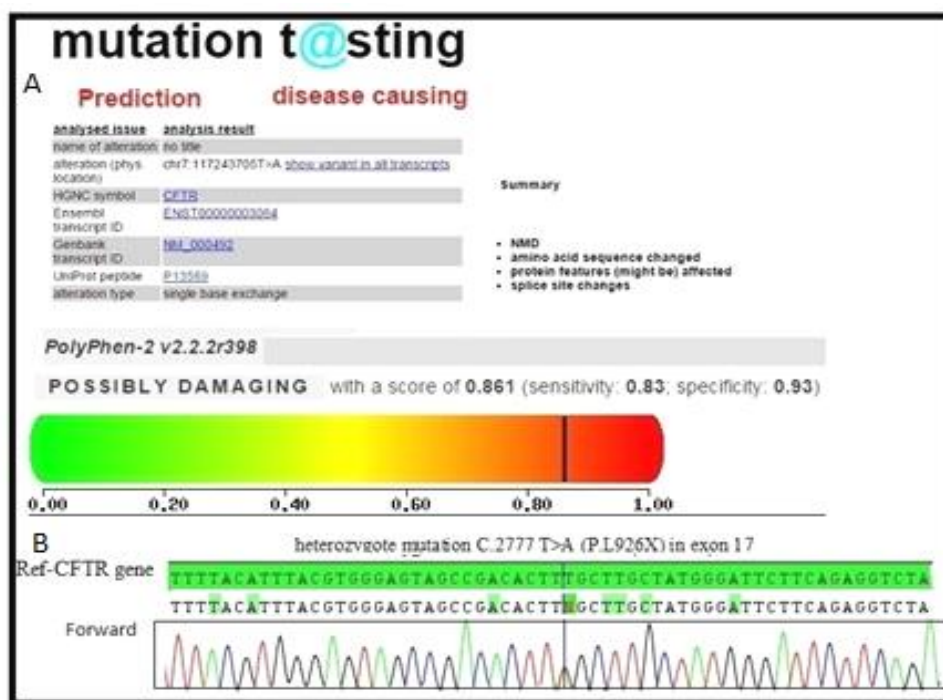 mutation t@sting
A
Prediction disease causing
analysed issue analysis result
name of alteration no title
alteration (phys. location) chr7:117243705T>A show variant in all transcripts
HGNC symbol CFTR
Ensembl transcript ID ENST00000003084
Genbank transcript ID NM_000492
UniProt peptide P13569
alteration type single base exchange
Summary
• NMD
• amino acid sequence changed
• protein features (might be) affected
• splice site changes
PolyPhen-2 v2.2.2r398
POSSIBLY DAMAGING with a score of 0.861 (sensitivity: 0.83; specificity: 0.93)
0.00 0.20 0.40 0.60 0.80 1.00
B
heterozygote mutation C.2777 T>A (P.L926X) in exon 17
Ref-CFTR gene TTTTACATTTACGTGGGAGTAGCCGACACTTTGCTTGCTATGGGATTCTTCAGAGGTCTA
TTTTACATTTACGTGGGAGTAGCCGACACTTNGCTTGCTATGGGATTCTTCAGAGGTCTA
Forward